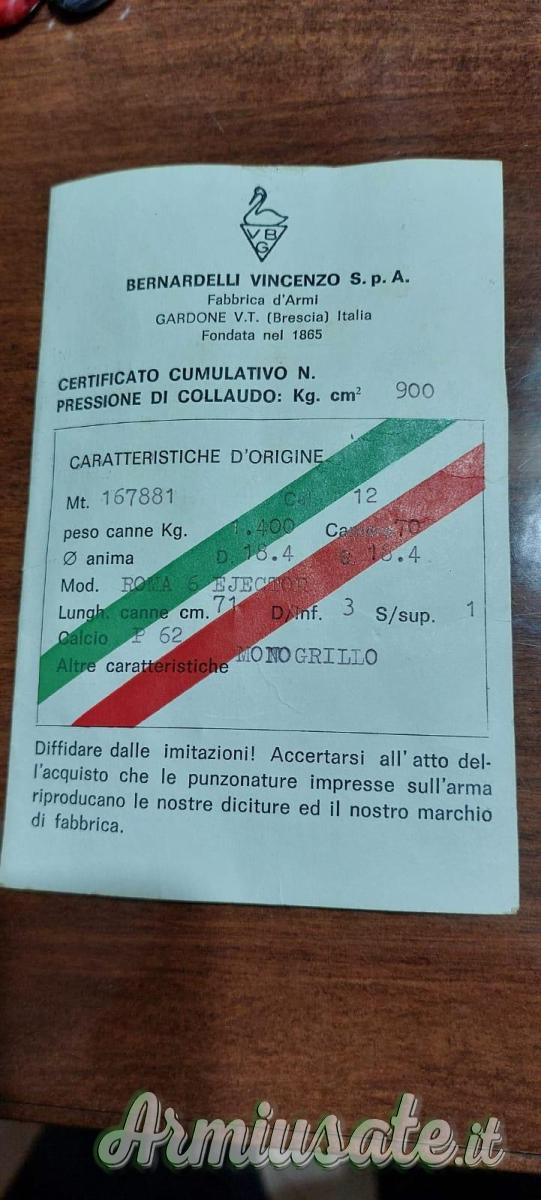 VB
G
BERNARDELLI VINCENZO S.p.A.
Fabbrica d'Armi
GARDONE V.T. (Brescia) Italia
Fondata nel 1865
CERTIFICATO CUMULATIVO N.
PRESSIONE DI COLLAUDO: Kg. cm² 900
CARATTERISTICHE D'ORIGINE
Mt. 167881 Cal. 12
peso canne Kg. 1.400 Camera 70
Ø anima D. 18.4 S. 18.4
Mod. ROMA 6 EJECTOR
Lungh. canne cm. 71 D/inf. 3 S/sup. 1
Calcio P 62
Altre caratteristiche MONOGRILLO
Diffidare dalle imitazioni! Accertarsi all'atto del-
l'acquisto che le punzonature impresse sull'arma
riproducano le nostre diciture ed il nostro marchio
di fabbrica.
Armiusate.it